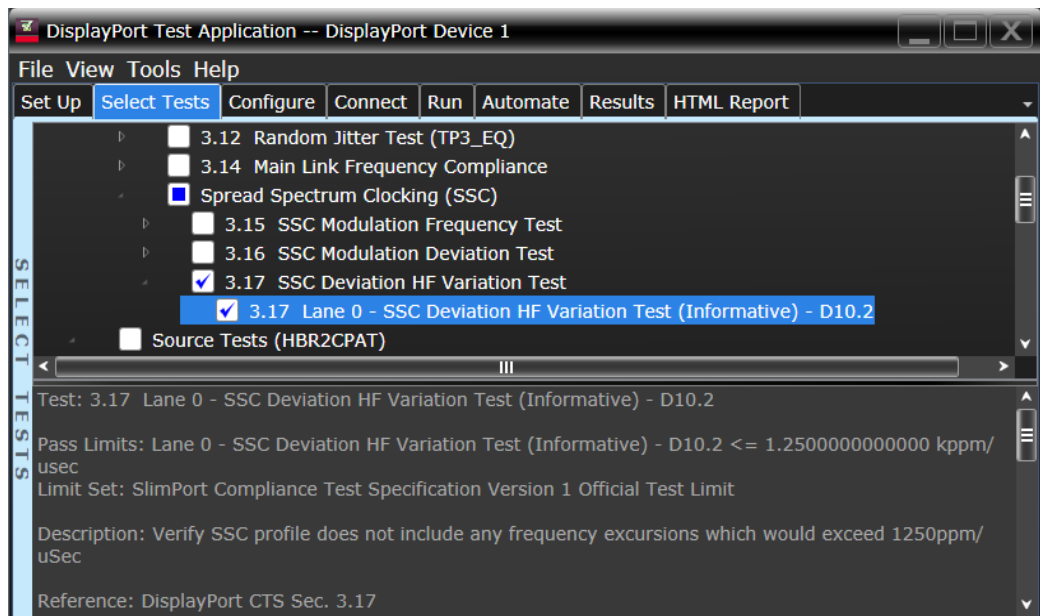 DisplayPort Test Application -- DisplayPort Device 1
File View Tools Help
Set Up Select Tests Configure Connect Run Automate Results HTML Report
3.12 Random Jitter Test (TP3_EQ)
3.14 Main Link Frequency Compliance
Spread Spectrum Clocking (SSC)
3.15 SSC Modulation Frequency Test
3.16 SSC Modulation Deviation Test
3.17 SSC Deviation HF Variation Test
3.17 Lane 0 - SSC Deviation HF Variation Test (Informative) - D10.2
Source Tests (HBR2CPAT)
SELECT TESTS
Test: 3.17 Lane 0 - SSC Deviation HF Variation Test (Informative) - D10.2
Pass Limits: Lane 0 - SSC Deviation HF Variation Test (Informative) - D10.2 <= 1.2500000000000 kppm/
usec
Limit Set: SlimPort Compliance Test Specification Version 1 Official Test Limit
Description: Verify SSC profile does not include any frequency excursions which would exceed 1250ppm/
uSec
Reference: DisplayPort CTS Sec. 3.17